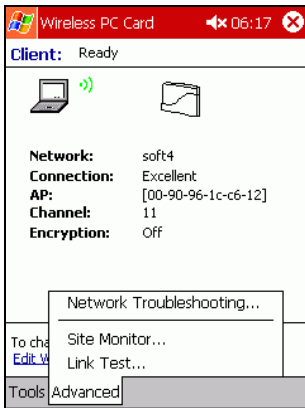 Wireless PC Card 06:17
Client: Ready
Network: soft4
Connection: Excellent
AP: [00-90-96-1c-c6-12]
Channel: 11
Encryption: Off
Network Troubleshooting...
Site Monitor...
Link Test...
To cha
Edit W
Tools Advanced